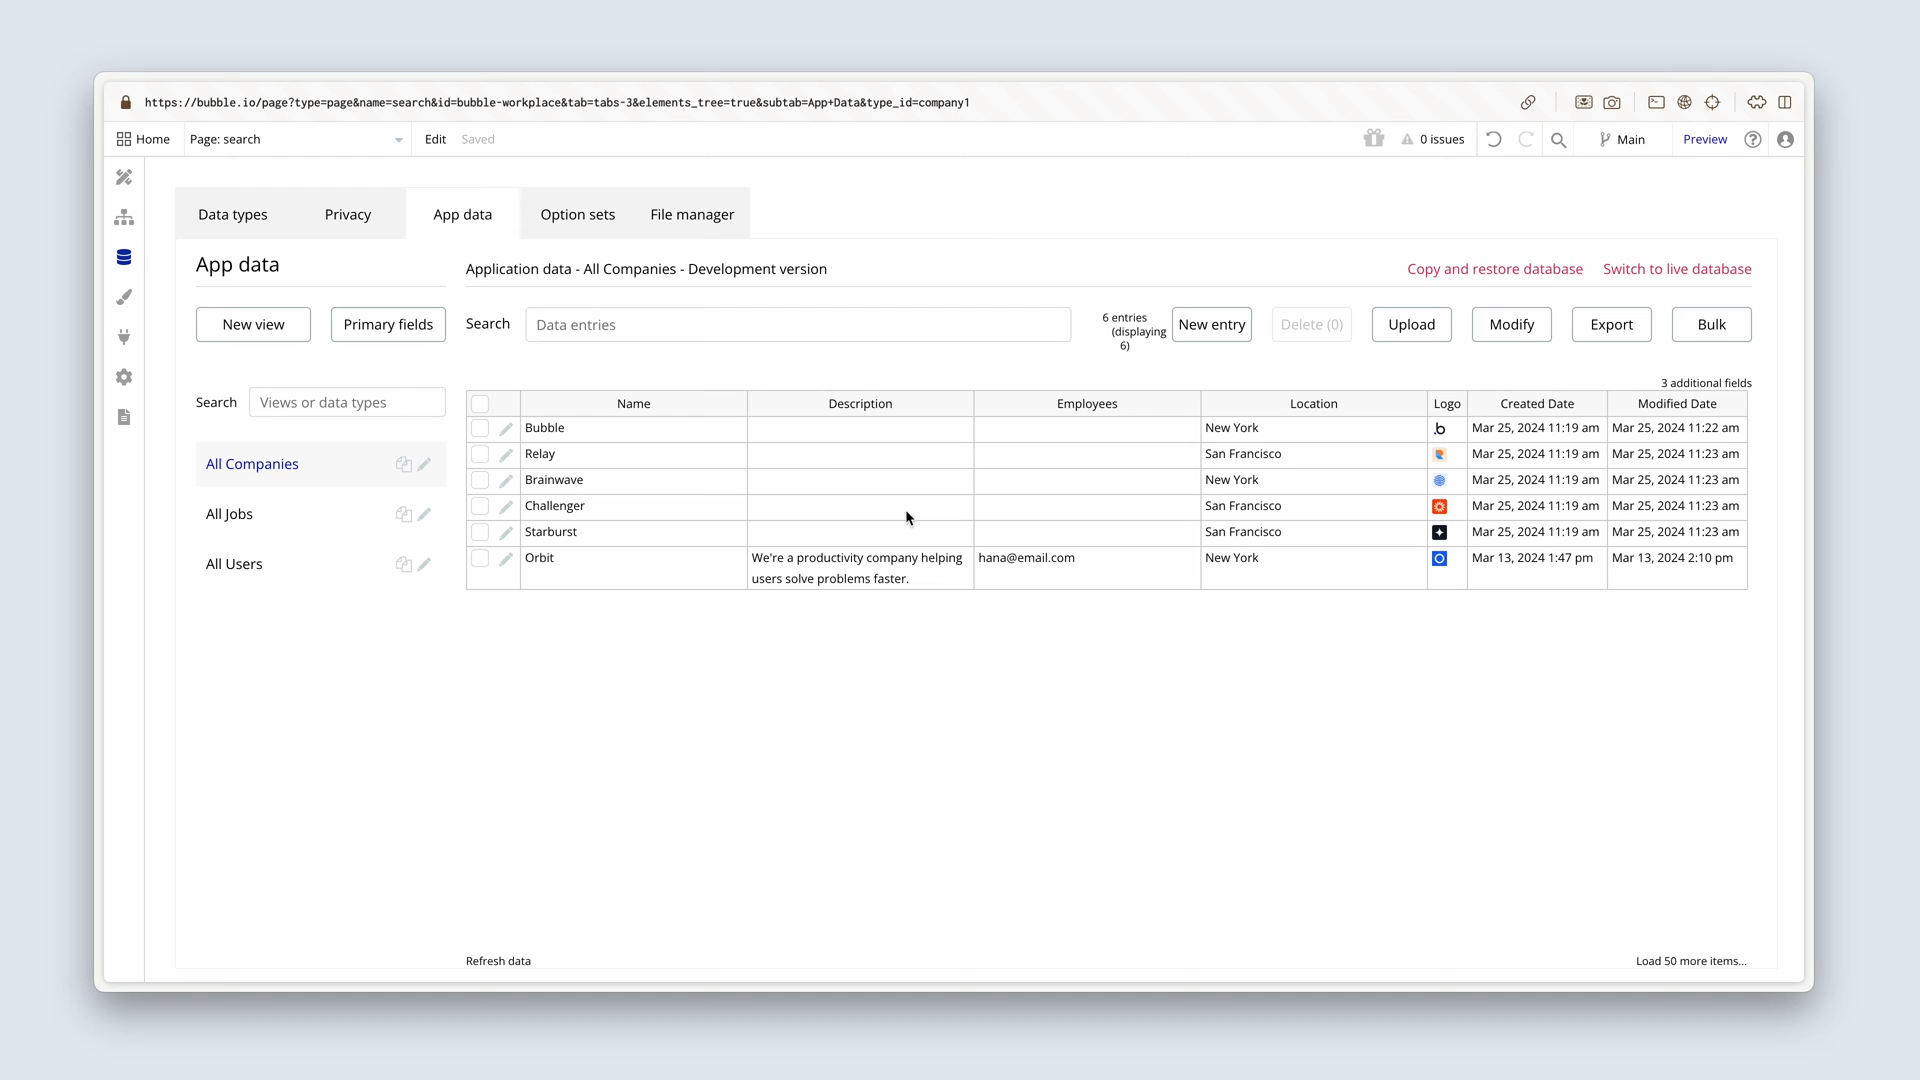 https://bubble.io/page?type=page&name=search&id=bubble-workplace&tab=tabs-3&elements_tree=true&subtab=App+Data&type_id=company1
Home Page: search Edit Saved 0 issues Main Preview
Data types Privacy App data Option sets File manager
App data
Application data - All Companies - Development version Copy and restore database Switch to live database
New view Primary fields
Search Data entries
6 entries
(displaying
6)
New entry Delete (0) Upload Modify Export Bulk
3 additional fields
Search Views or data types
All Companies
All Jobs
All Users
Name Description Employees Location Logo Created Date Modified Date
Bubble New York .b Mar 25, 2024 11:19 am Mar 25, 2024 11:22 am
Relay San Francisco Mar 25, 2024 11:19 am Mar 25, 2024 11:23 am
Brainwave New York Mar 25, 2024 11:19 am Mar 25, 2024 11:23 am
Challenger San Francisco Mar 25, 2024 11:19 am Mar 25, 2024 11:23 am
Starburst San Francisco Mar 25, 2024 11:19 am Mar 25, 2024 11:23 am
Orbit We're a productivity company helping hana@email.com New York Mar 13, 2024 1:47 pm Mar 13, 2024 2:10 pm
users solve problems faster.
Refresh data Load 50 more items...